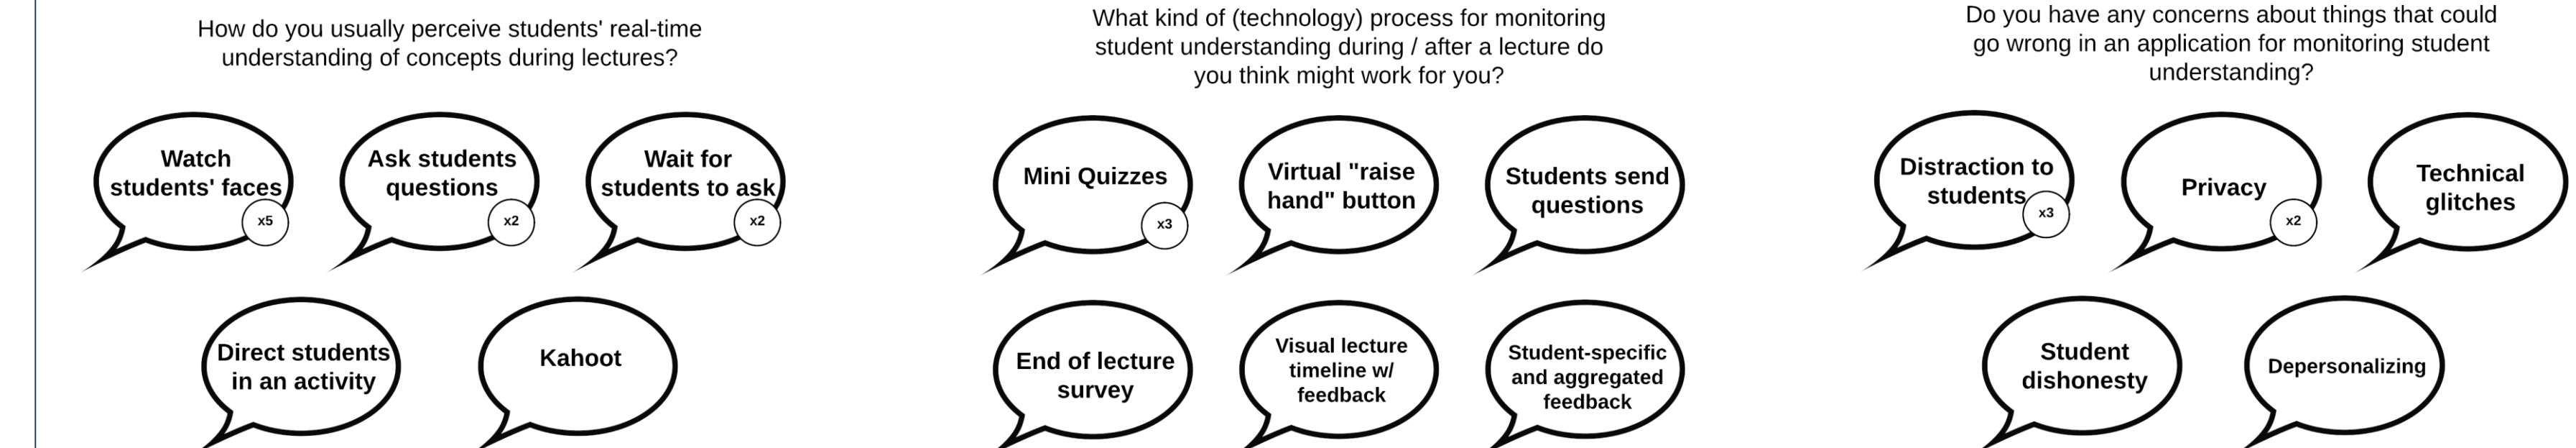 How do you usually perceive students' real-time
understanding of concepts during lectures?
Watch
students' faces
x5
Ask students
questions
x2
Wait for
students to ask
x2
Direct students
in an activity
Kahoot
What kind of (technology) process for monitoring
student understanding during / after a lecture do
you think might work for you?
Mini Quizzes
x3
Virtual "raise
hand" button
Students send
questions
End of lecture
survey
Visual lecture
timeline w/
feedback
Student-specific
and aggregated
feedback
Do you have any concerns about things that could
go wrong in an application for monitoring student
understanding?
Distraction to
students
x3
Privacy
x2
Technical
glitches
Student
dishonesty
Depersonalizing